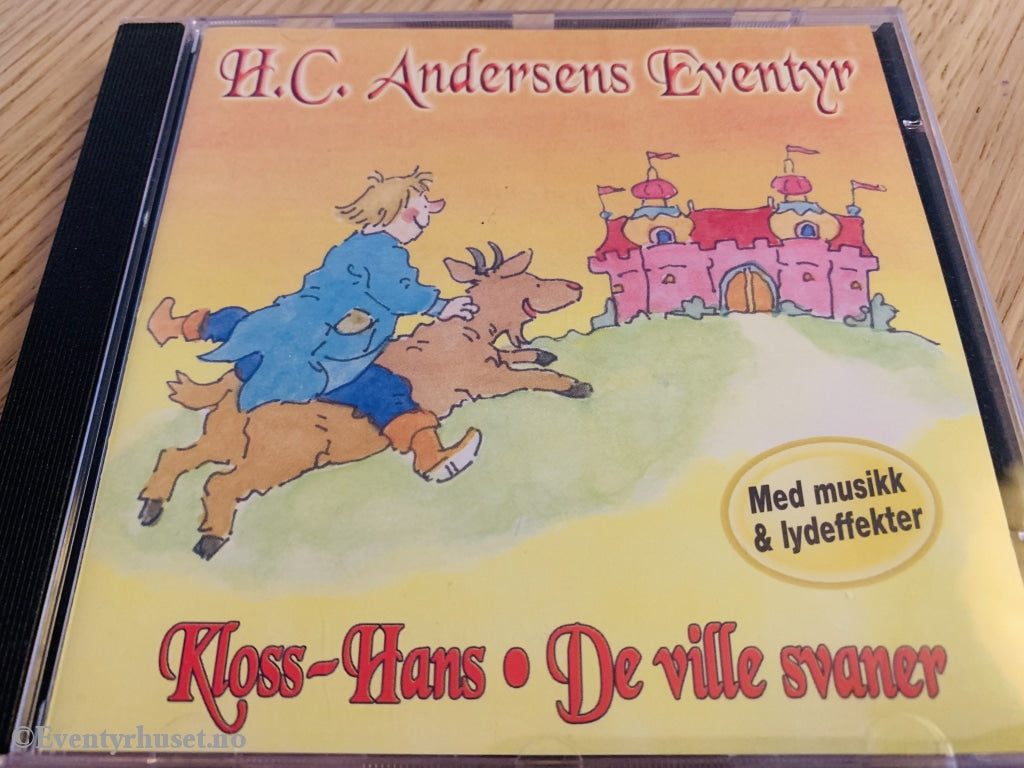 H.C. Andersens Eventyr
Med musikk
& lydeffekter
Kloss-Hans • De ville svaner
©Eventyrhuset.no